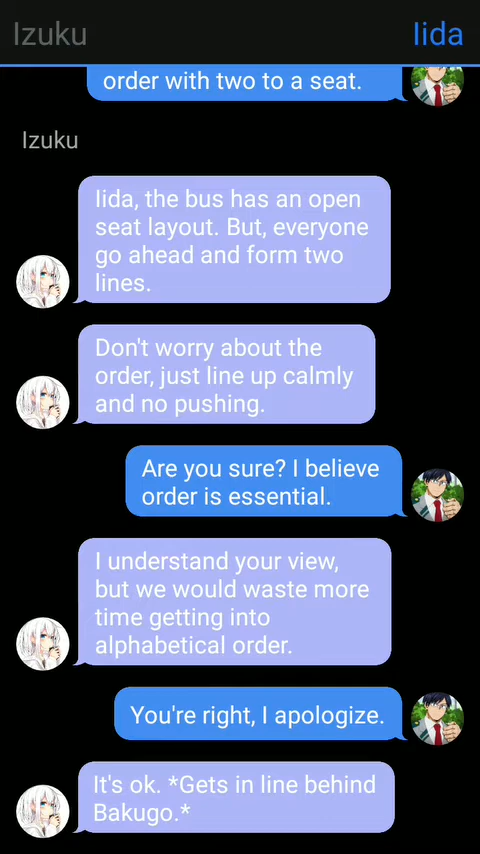 Izuku
Iida
order with two to a seat.
Izuku
Iida, the bus has an open
seat layout. But, everyone
go ahead and form two
lines.
Don't worry about the
order, just line up calmly
and no pushing.
Are you sure? I believe
order is essential.
I understand your view,
but we would waste more
time getting into
alphabetical order.
You're right, I apologize.
It's ok. *Gets in line behind
Bakugo.*